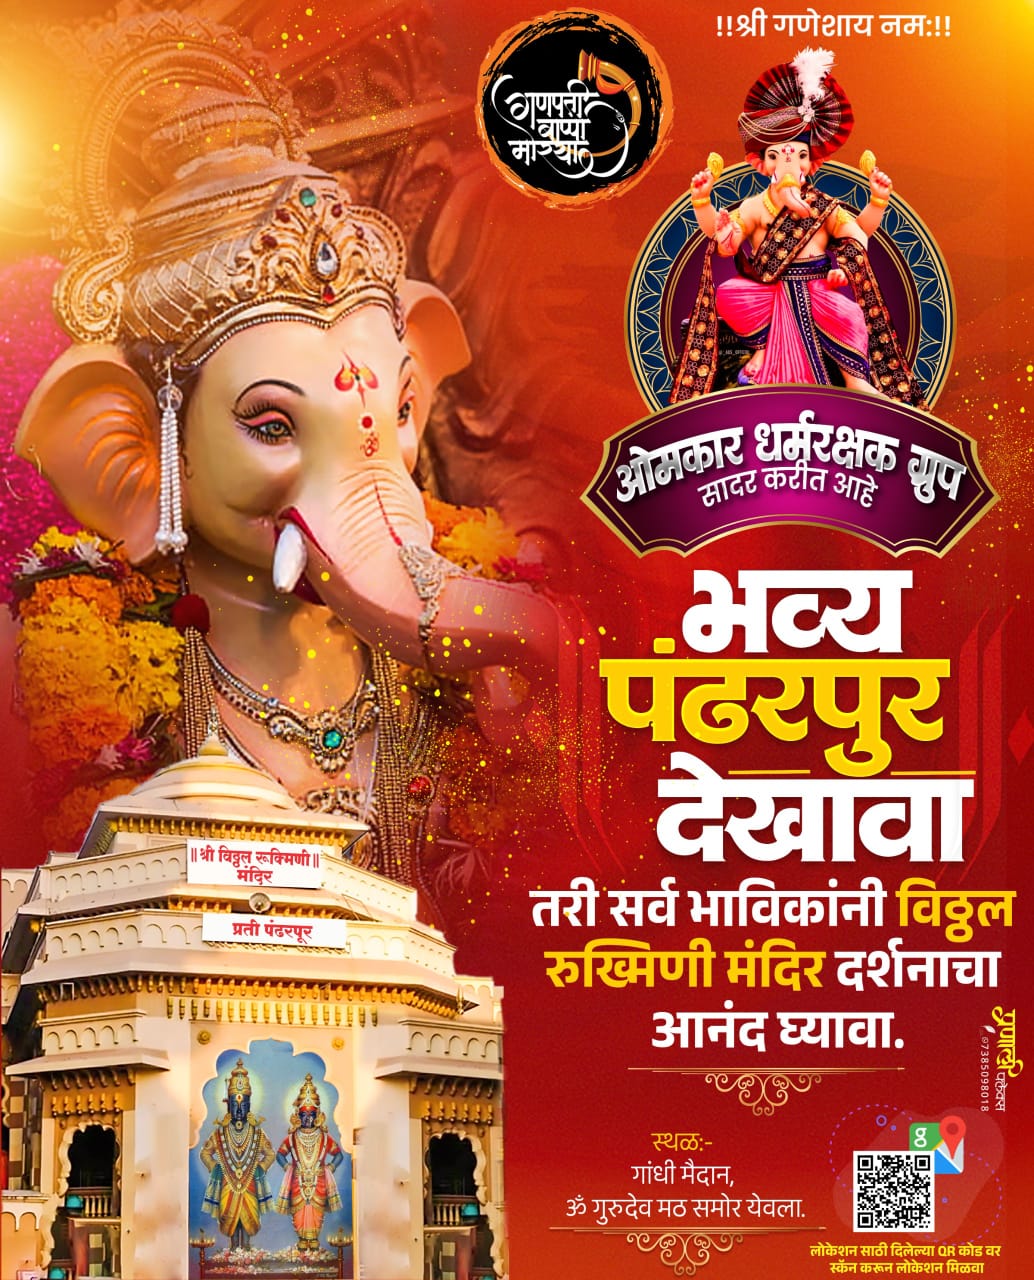 !!श्री गणेशाय नमः!!
गणपती
बाप्पा
मोरया
ओमकार धर्मरक्षक ग्रुप
सादर करीत आहे
भव्य
पंढरपुर
देखावा
तरी सर्व भाविकांनी विठ्ठल
रुख्मिणी मंदिर दर्शनाचा
आनंद घ्यावा.
॥श्री विठ्ठल रूक्मिणी॥
मंदिर
प्रती पंढरपूर
स्थळ:-
गांधी मैदान,
ॐ गुरुदेव मठ समोर येवला.
लोकेशन साठी दिलेल्या QR कोड वर
स्कॅन करून लोकेशन मिळवा
7385098018